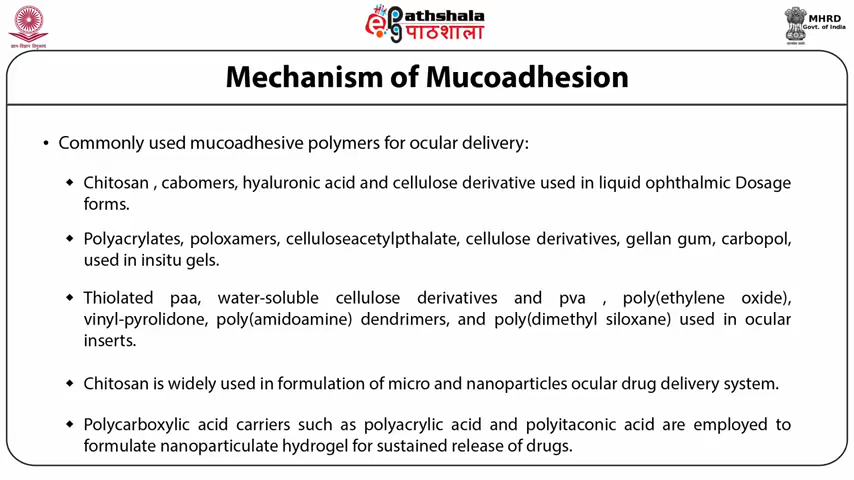 ePathshala
पाठशाला
MHRD
Govt. of India
Mechanism of Mucoadhesion
• Commonly used mucoadhesive polymers for ocular delivery:
◆ Chitosan , cabomers, hyaluronic acid and cellulose derivative used in liquid ophthalmic Dosage
forms.
◆ Polyacrylates, poloxamers, celluloseacetylpthalate, cellulose derivatives, gellan gum, carbopol,
used in insitu gels.
◆ Thiolated paa, water-soluble cellulose derivatives and pva , poly(ethylene oxide),
vinyl-pyrolidone, poly(amidoamine) dendrimers, and poly(dimethyl siloxane) used in ocular
inserts.
◆ Chitosan is widely used in formulation of micro and nanoparticles ocular drug delivery system.
◆ Polycarboxylic acid carriers such as polyacrylic acid and polyitaconic acid are employed to
formulate nanoparticulate hydrogel for sustained release of drugs.